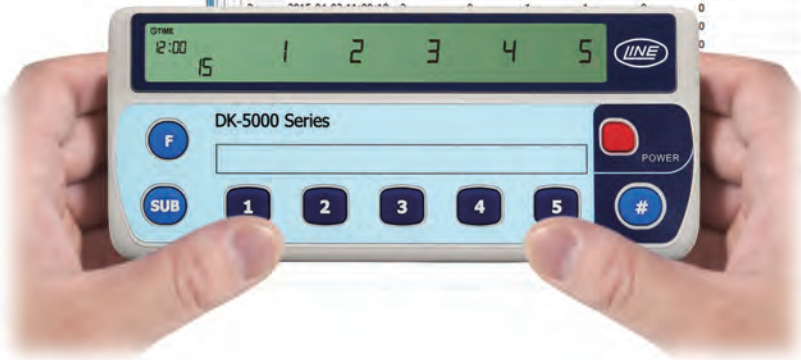 TIME
12:00
15 1 2 3 4 5
LINE
DK-5000 Series
F
POWER
SUB 1 2 3 4 5 #